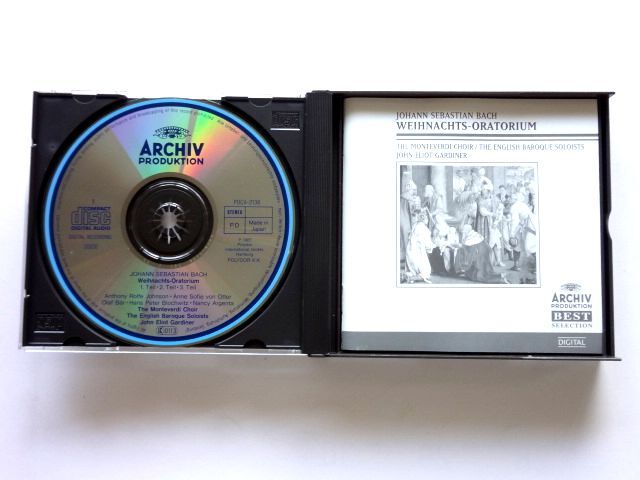 ARCHIV
PRODUKTION
COMPACT
disc
DIGITAL AUDIO
DIGITAL RECORDING
STEREO
Made in
Japan
JOHANN SEBASTIAN BACH
Weihnachts-Oratorium
1. Teil • 2. Teil • 3. Teil
Anthony Rolfe Johnson • Anne Sofie von Otter
Olaf Bär • Hans Peter Blochwitz • Nancy Argenta
The Monteverdi Choir
The English Baroque Soloists
John Eliot Gardiner
POLYDOR K.K.
JOHANN SEBASTIAN BACH
WEIHNACHTS-ORATORIUM
THE MONTEVERDI CHOIR / THE ENGLISH BAROQUE SOLOISTS
JOHN ELIOT GARDINER
ARCHIV
PRODUKTION
BEST
SELECTION
DIGITAL